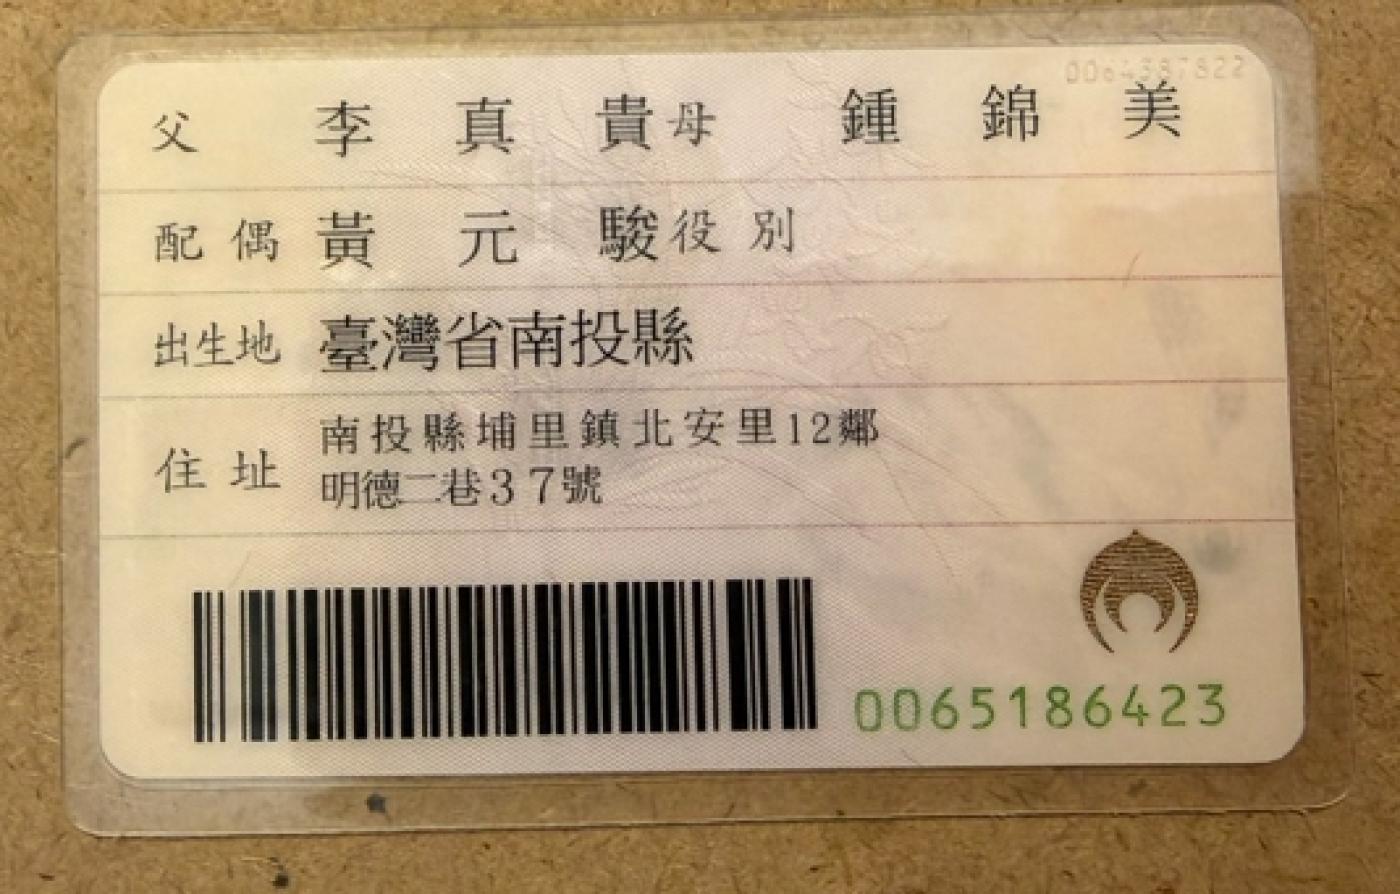 0064387822
父 李真貴 母 鍾錦美
配偶 黃元駿 役別
出生地 臺灣省南投縣
住址 南投縣埔里鎮北安里12鄰
明德二巷37號
0065186423